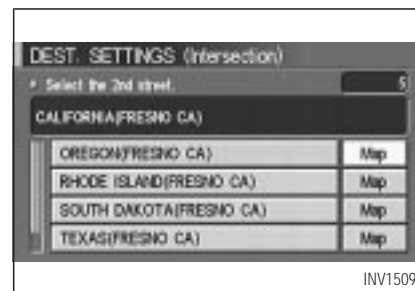 DEST. SETTINGS (Intersection)
Select the 2nd street. 5
CALIFORNIA(FRESNO CA)
OREGON(FRESNO CA) Map
RHODE ISLAND(FRESNO CA) Map
SOUTH DAKOTA(FRESNO CA) Map
TEXAS(FRESNO CA) Map
INV1509